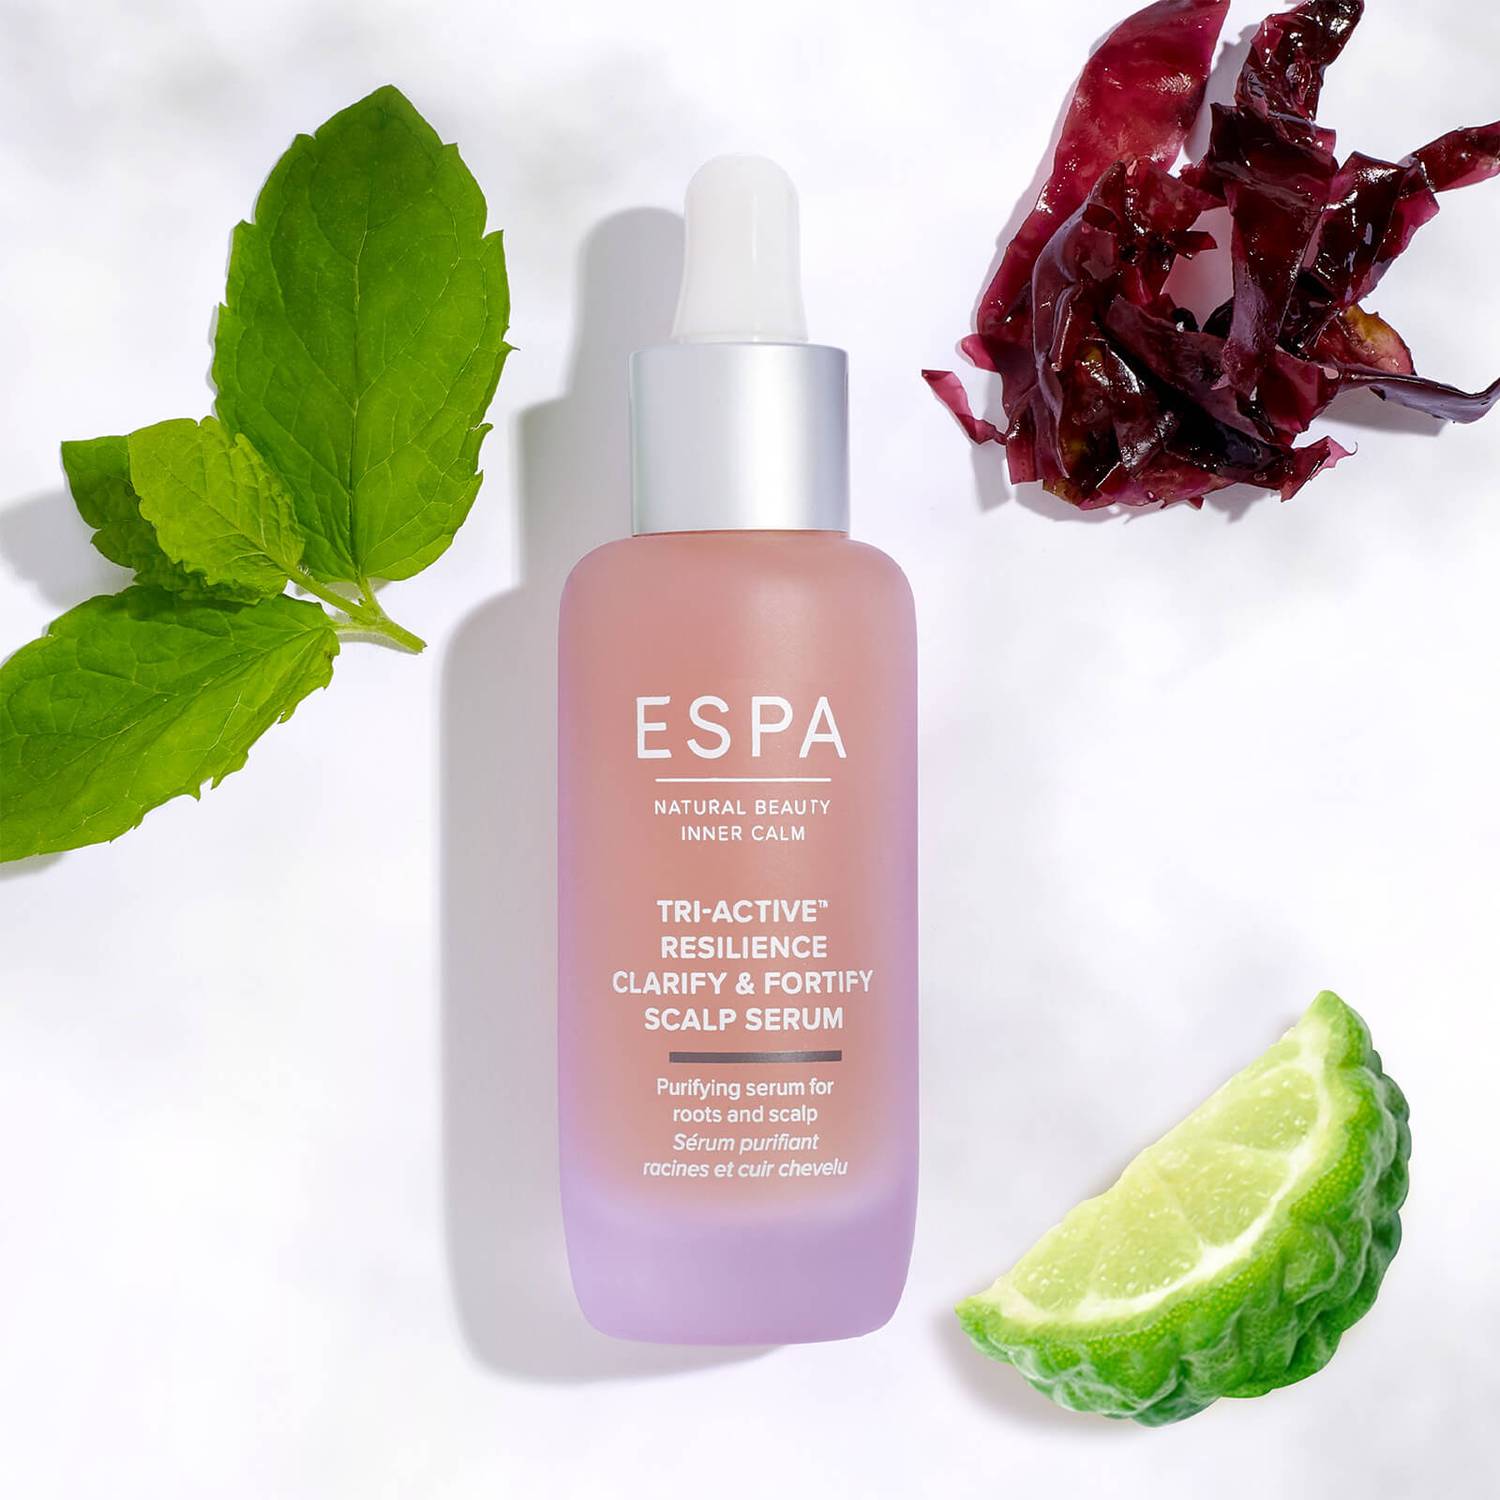 ESPA
NATURAL BEAUTY
INNER CALM
TRI-ACTIVE™
RESILIENCE
CLARIFY & FORTIFY
SCALP SERUM
Purifying serum for
roots and scalp
Sérum purifiant
racines et cuir chevelu